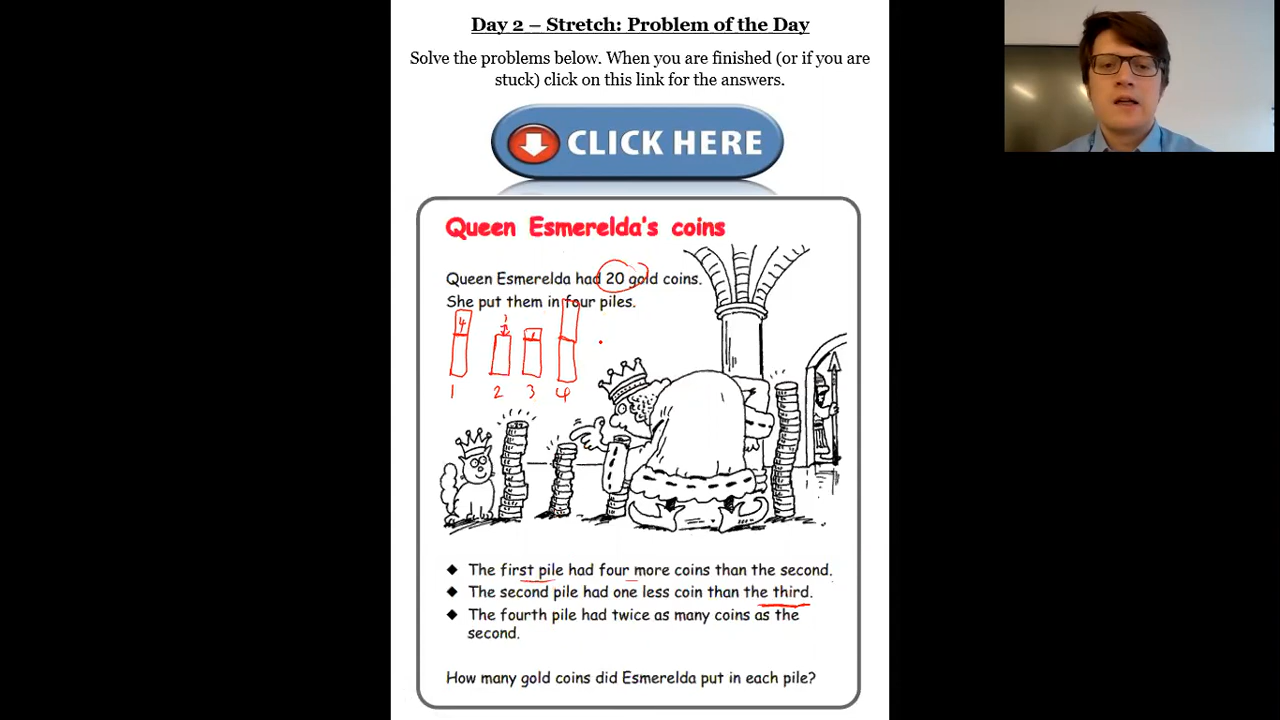 Day 2 – Stretch: Problem of the Day
Solve the problems below. When you are finished (or if you are
stuck) click on this link for the answers.
CLICK HERE
Queen Esmerelda's coins
Queen Esmerelda had 20 gold coins.
She put them in four piles.
4 1 1
1 2 3 4
◆ The first pile had four more coins than the second.
◆ The second pile had one less coin than the third.
◆ The fourth pile had twice as many coins as the
second.
How many gold coins did Esmerelda put in each pile?